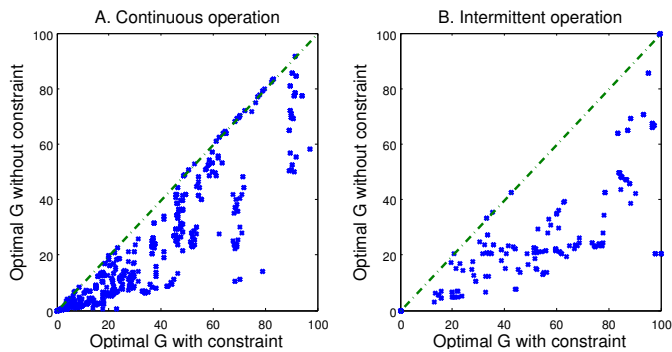 A. Continuous operation
B. Intermittent operation
100
80
60
40
20
0
Optimal G without constraint
0 20 40 60 80 100
Optimal G with constraint
100
80
60
40
20
0
Optimal G without constraint
0 20 40 60 80 100
Optimal G with constraint